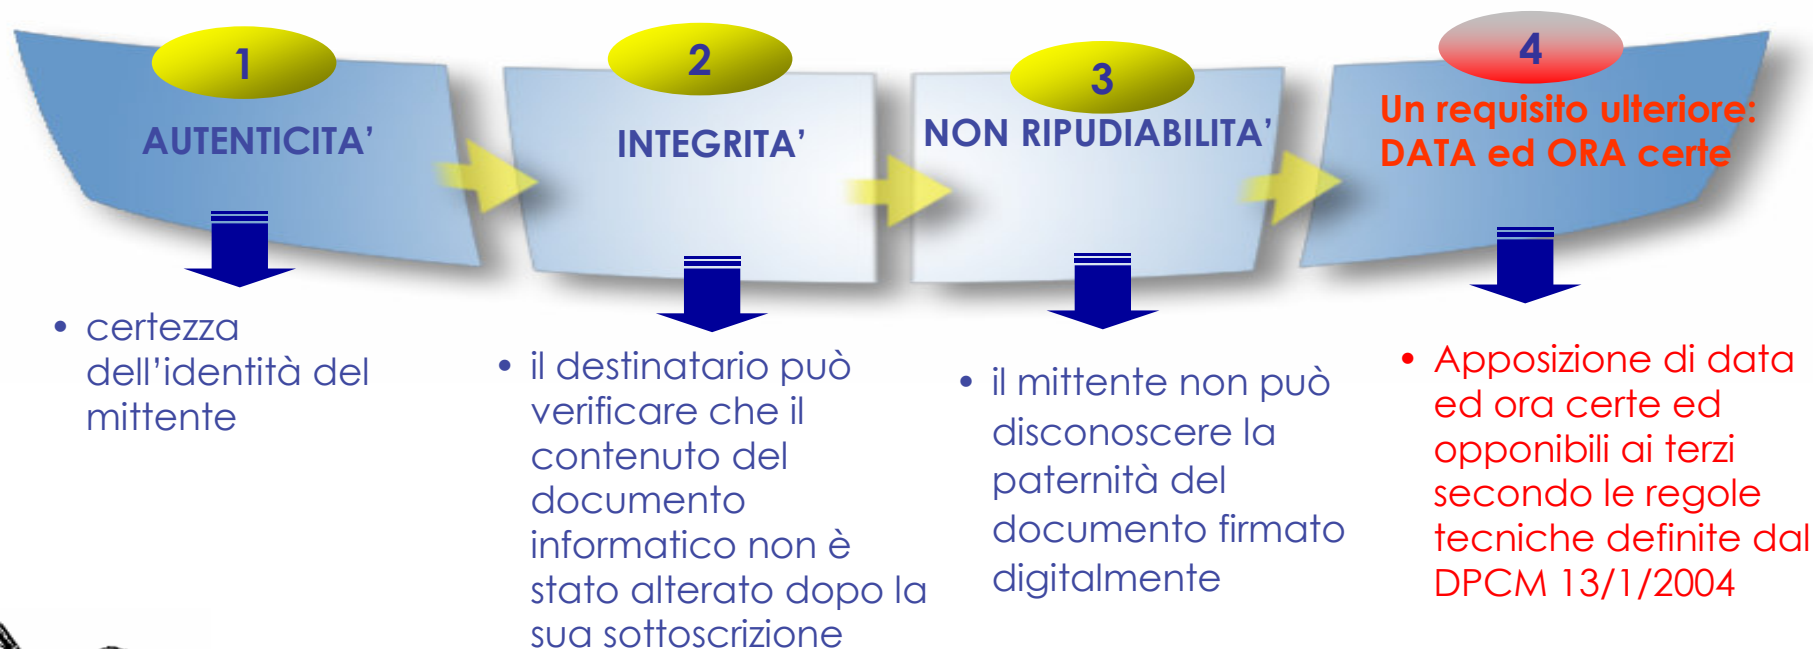 1
AUTENTICITA’
• certezza
dell’identità del
mittente
2
INTEGRITA’
• il destinatario può
verificare che il
contenuto del
documento
informatico non è
stato alterato dopo la
sua sottoscrizione
3
NON RIPUDIABILITA’
• il mittente non può
disconoscere la
paternità del
documento firmato
digitalmente
4
Un requisito ulteriore:
DATA ed ORA certe
• Apposizione di data
ed ora certe ed
opponibili ai terzi
secondo le regole
tecniche definite dal
DPCM 13/1/2004